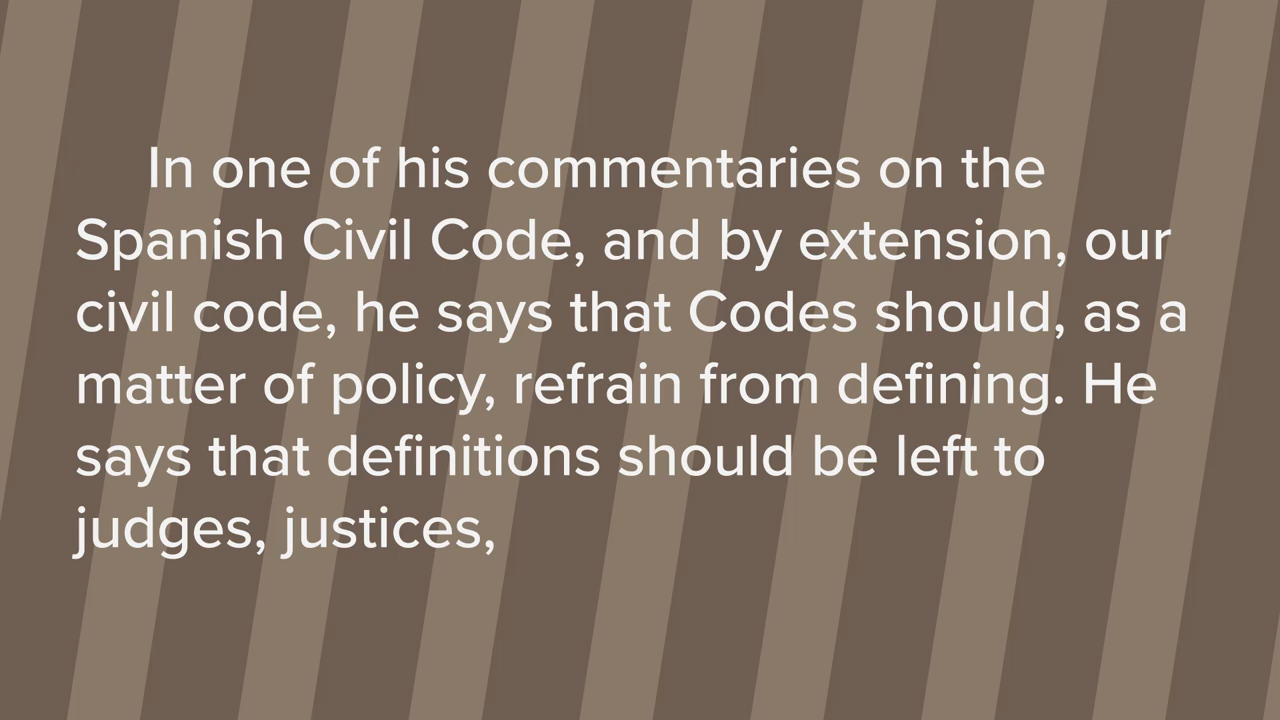 In one of his commentaries on the
Spanish Civil Code, and by extension, our
civil code, he says that Codes should, as a
matter of policy, refrain from defining. He
says that definitions should be left to
judges, justices,